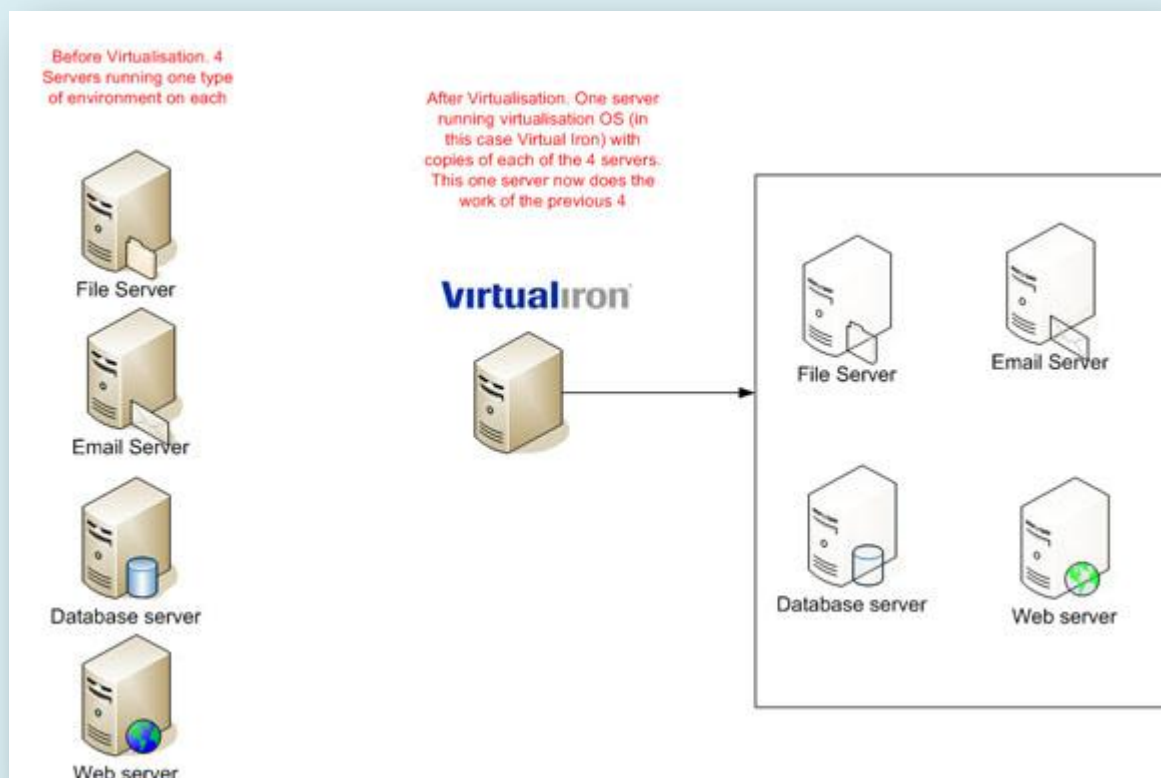 Before Virtualisation. 4
Servers running one type
of environment on each
File Server
Email Server
Database server
Web server
After Virtualisation. One server
running virtualisation OS (in
this case Virtual Iron) with
copies of each of the 4 servers.
This one server now does the
work of the previous 4
Virtualiron
File Server
Email Server
Database server
Web server